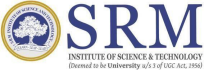 SRM
INSTITUTE OF SCIENCE & TECHNOLOGY
(Deemed to be University u/s 3 of UGC Act, 1956)